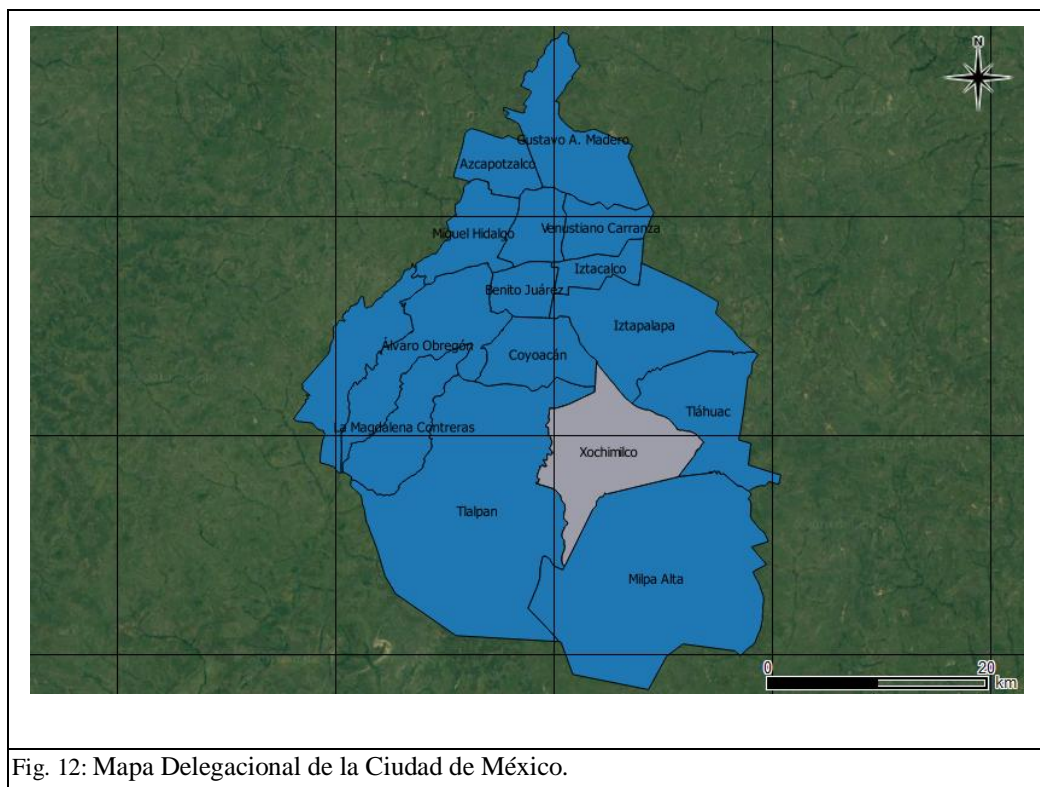 N
Gustavo A. Madero
Azcapotzalco
Miguel Hidalgo
Venustiano Carranza
Iztacalco
Benito Juárez
Iztapalapa
Álvaro Obregón
Coyoacán
Tláhuac
La Magdalena Contreras
Xochimilco
Tlalpan
Milpa Alta
0 20
km
Fig. 12: Mapa Delegacional de la Ciudad de México.